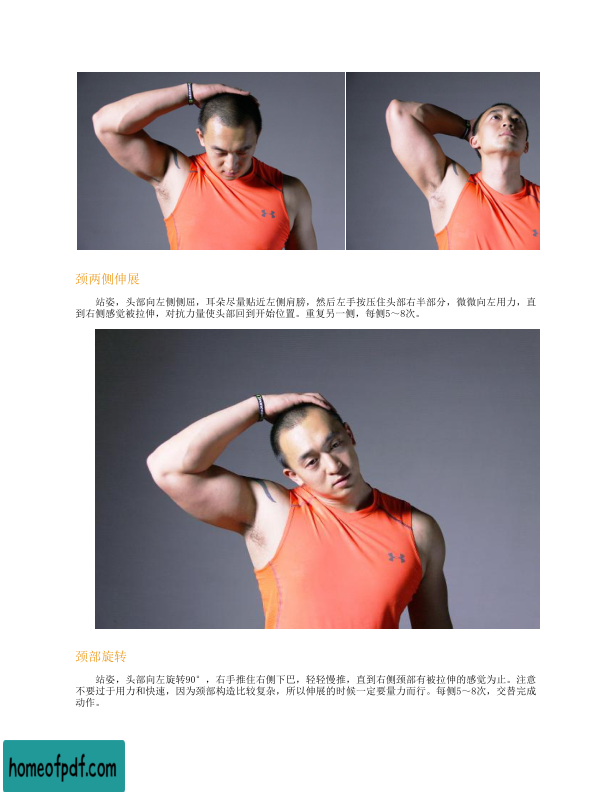 颈两侧伸展
站姿，头部向左侧侧屈，耳朵尽量贴近左侧肩膀，然后左手按压住头部右半部分，微微向左用力，直
到右侧感觉被拉伸，对抗力量使头部回到开始位置。重复另一侧，每侧5～8次。
颈部旋转
站姿，头部向左旋转90°，右手推住右侧下巴，轻轻慢推，直到右侧颈部有被拉伸的感觉为止。注意
不要过于用力和快速，因为颈部构造比较复杂，所以伸展的时候一定要量力而行。每侧5～8次，交替完成
动作。
homeofpdf.com